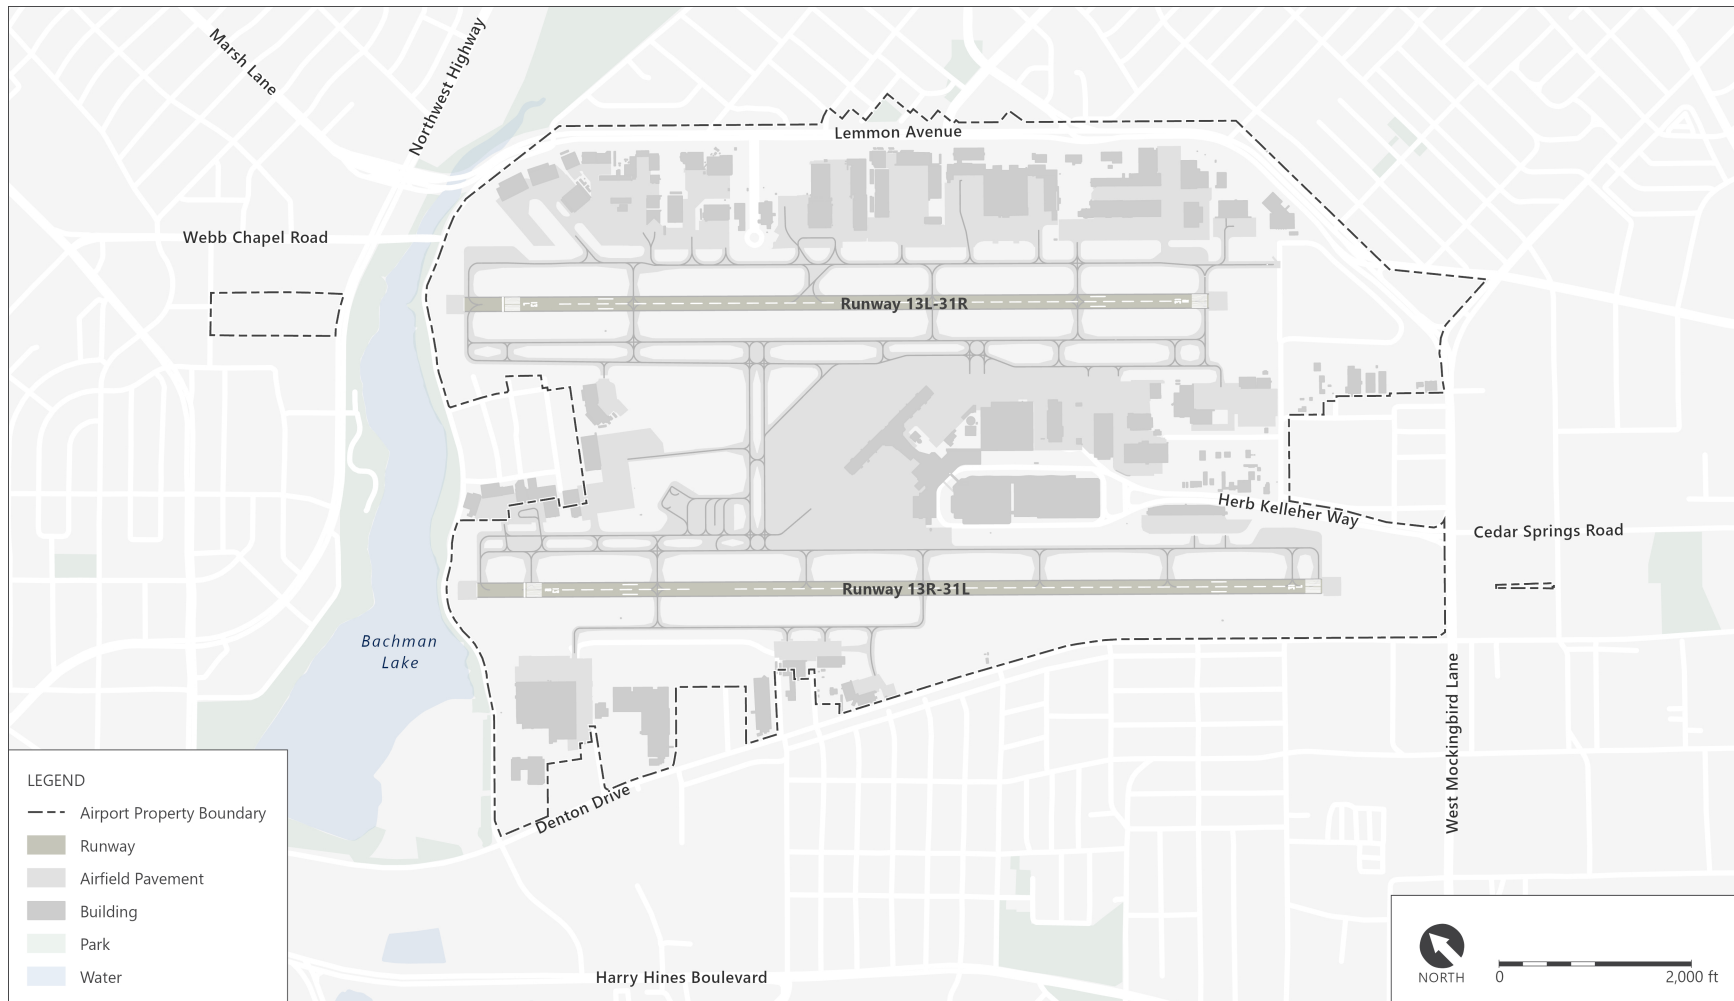 Marsh Lane
Northwest Highway
Lemmon Avenue
Webb Chapel Road
Runway 13L-31R
Herb Kelleher Way
Cedar Springs Road
Runway 13R-31L
Bachman
Lake
West Mockingbird Lane
Denton Drive
Harry Hines Boulevard
LEGEND
Airport Property Boundary
Runway
Airfield Pavement
Building
Park
Water
NORTH
0 2,000 ft